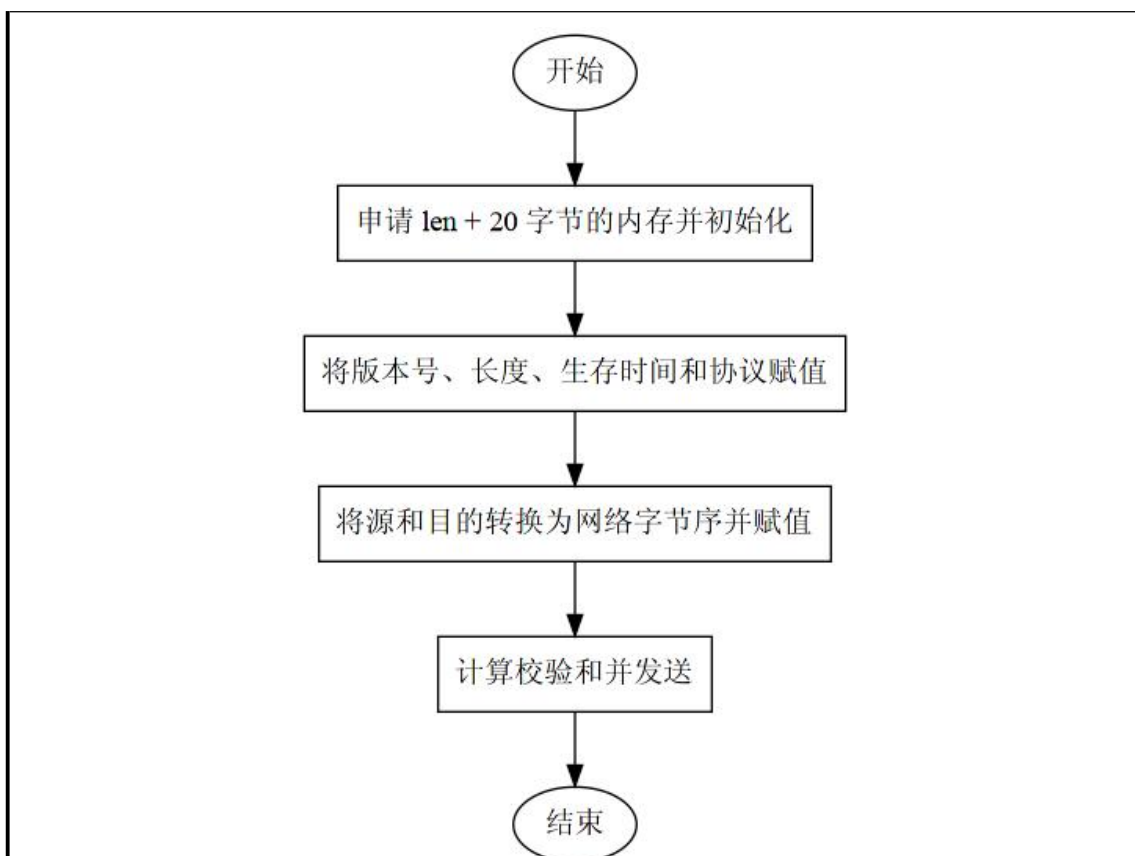 开始
申请 len + 20 字节的内存并初始化
将版本号、长度、生存时间和协议赋值
将源和目的转换为网络字节序并赋值
计算校验和并发送
结束